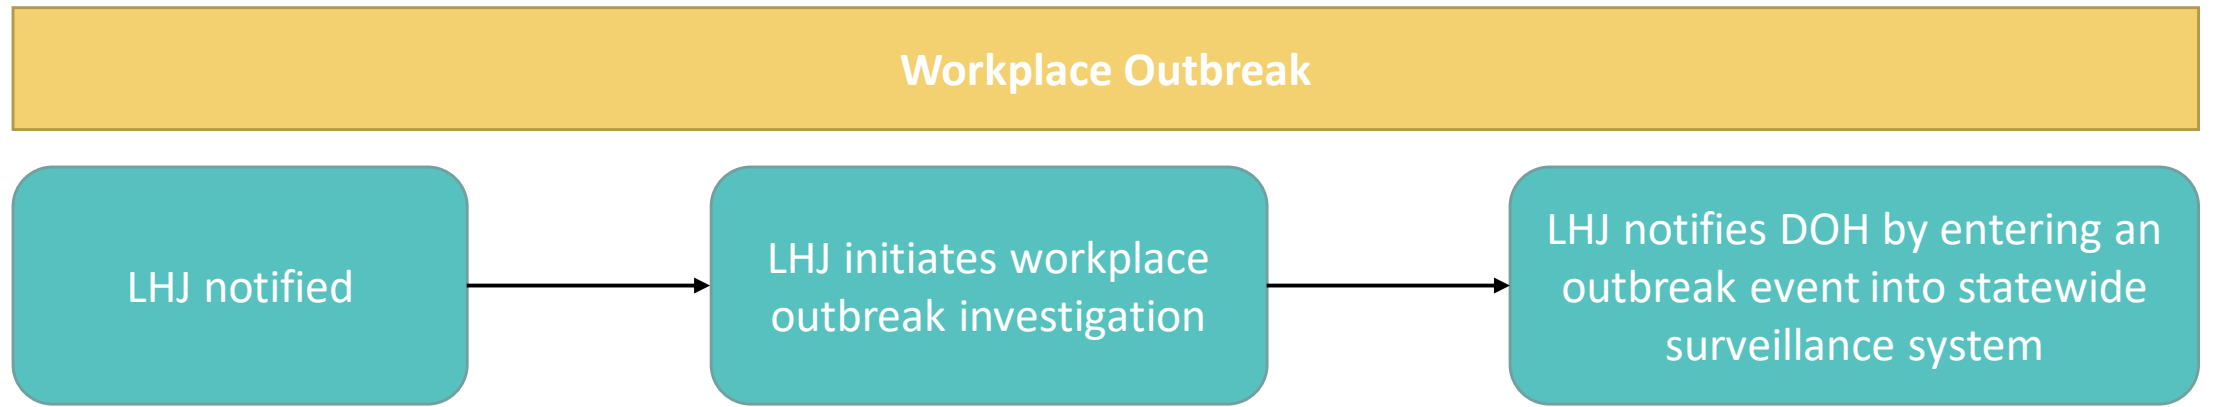 Workplace Outbreak
LHJ notified
LHJ initiates workplace
outbreak investigation
LHJ notifies DOH by entering an
outbreak event into statewide
surveillance system